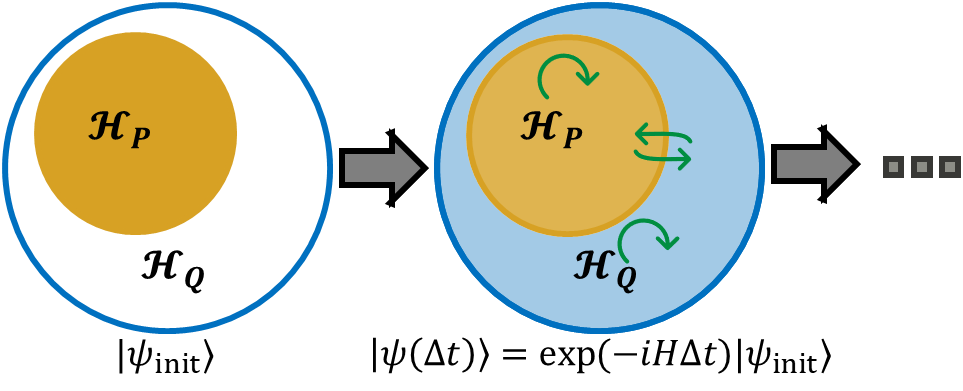 𝓗_P
𝓗_Q
|ψ_init⟩
𝓗_P
𝓗_Q
|ψ(Δt)⟩ = exp(−iHΔt)|ψ_init⟩